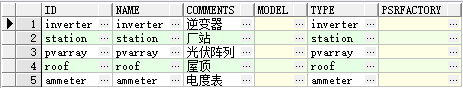 ID NAME COMMENTS MODEL TYPE PSRFACTORY
1 inverter ··· inverter ··· 逆变器 ··· ··· inverter ··· ···
2 station ··· station ··· 厂站 ··· ··· station ··· ···
3 pvarray ··· pvarray ··· 光伏阵列 ··· ··· pvarray ··· ···
4 roof ··· roof ··· 屋顶 ··· ··· roof ··· ···
5 ammeter ··· ammeter ··· 电度表 ··· ··· ammeter ··· ···